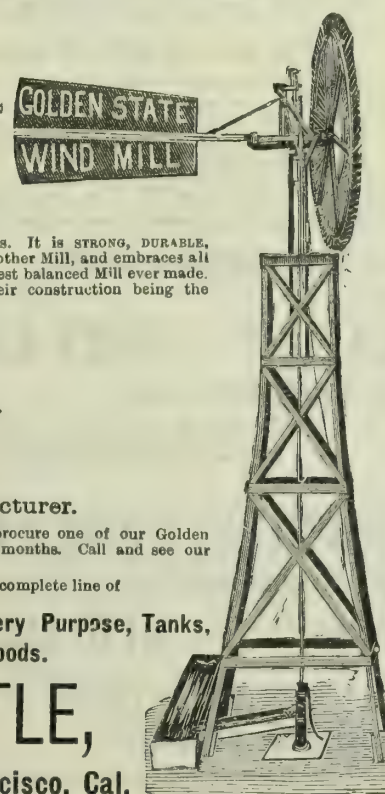 GOLDEN STATE
WIND MILL
s. It is STRONG, DURABLE,
other Mill, and embraces all
est balanced Mill ever made.
eir construction being the
cturer.
procure one of our Golden
months. Call and see our
complete line of
ery Purpose, Tanks,
oods.
TLE,
cisco, Cal.